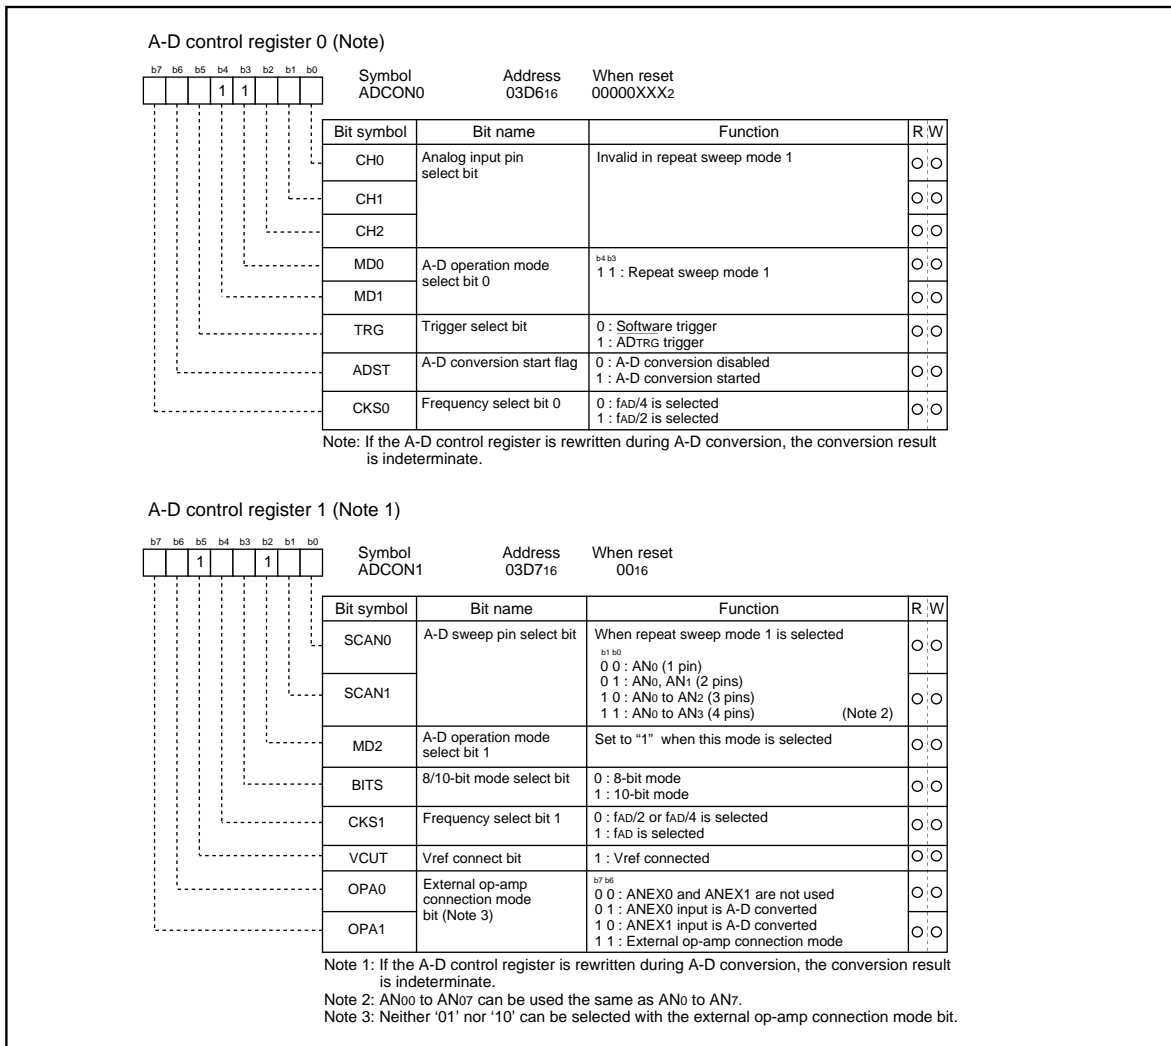 A-D control register 0 (Note)
b7 b6 b5 b4 b3 b2 b1 b0
1 1
Symbol Address When reset
ADCON0 03D616 00000XXX2
Bit symbol Bit name Function R W
CH0 Analog input pin select bit Invalid in repeat sweep mode 1
CH1
CH2
MD0 A-D operation mode select bit 0 b4 b3
1 1 : Repeat sweep mode 1
MD1
TRG Trigger select bit 0 : Software trigger
1 : ADTRG trigger
ADST A-D conversion start flag 0 : A-D conversion disabled
1 : A-D conversion started
CKS0 Frequency select bit 0 0 : fAD/4 is selected
1 : fAD/2 is selected
Note: If the A-D control register is rewritten during A-D conversion, the conversion result
is indeterminate.
A-D control register 1 (Note 1)
b7 b6 b5 b4 b3 b2 b1 b0
1 1
Symbol Address When reset
ADCON1 03D716 0016
Bit symbol Bit name Function R W
SCAN0 A-D sweep pin select bit When repeat sweep mode 1 is selected
b1 b0
0 0 : AN0 (1 pin)
0 1 : AN0, AN1 (2 pins)
SCAN1 1 0 : AN0 to AN2 (3 pins)
1 1 : AN0 to AN3 (4 pins) (Note 2)
MD2 A-D operation mode select bit 1 Set to “1” when this mode is selected
BITS 8/10-bit mode select bit 0 : 8-bit mode
1 : 10-bit mode
CKS1 Frequency select bit 1 0 : fAD/2 or fAD/4 is selected
1 : fAD is selected
VCUT Vref connect bit 1 : Vref connected
OPA0 External op-amp connection mode bit (Note 3) b7 b6
0 0 : ANEX0 and ANEX1 are not used
0 1 : ANEX0 input is A-D converted
OPA1 1 0 : ANEX1 input is A-D converted
1 1 : External op-amp connection mode
Note 1: If the A-D control register is rewritten during A-D conversion, the conversion result
is indeterminate.
Note 2: AN00 to AN07 can be used the same as AN0 to AN7.
Note 3: Neither ‘01’ nor ‘10’ can be selected with the external op-amp connection mode bit.